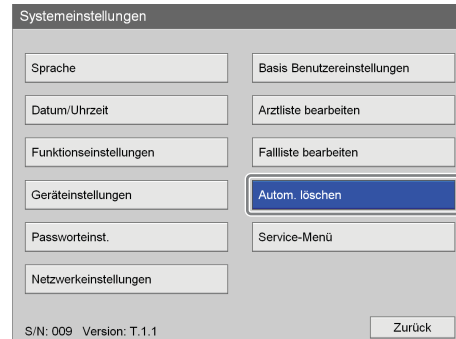 Systemeinstellungen
Sprache
Basis Benutzereinstellungen
Datum/Uhrzeit
Arztliste bearbeiten
Funktionseinstellungen
Fallliste bearbeiten
Geräteinstellungen
Autom. löschen
Passworteinst.
Service-Menü
Netzwerkeinstellungen
S/N: 009 Version: T.1.1
Zurück